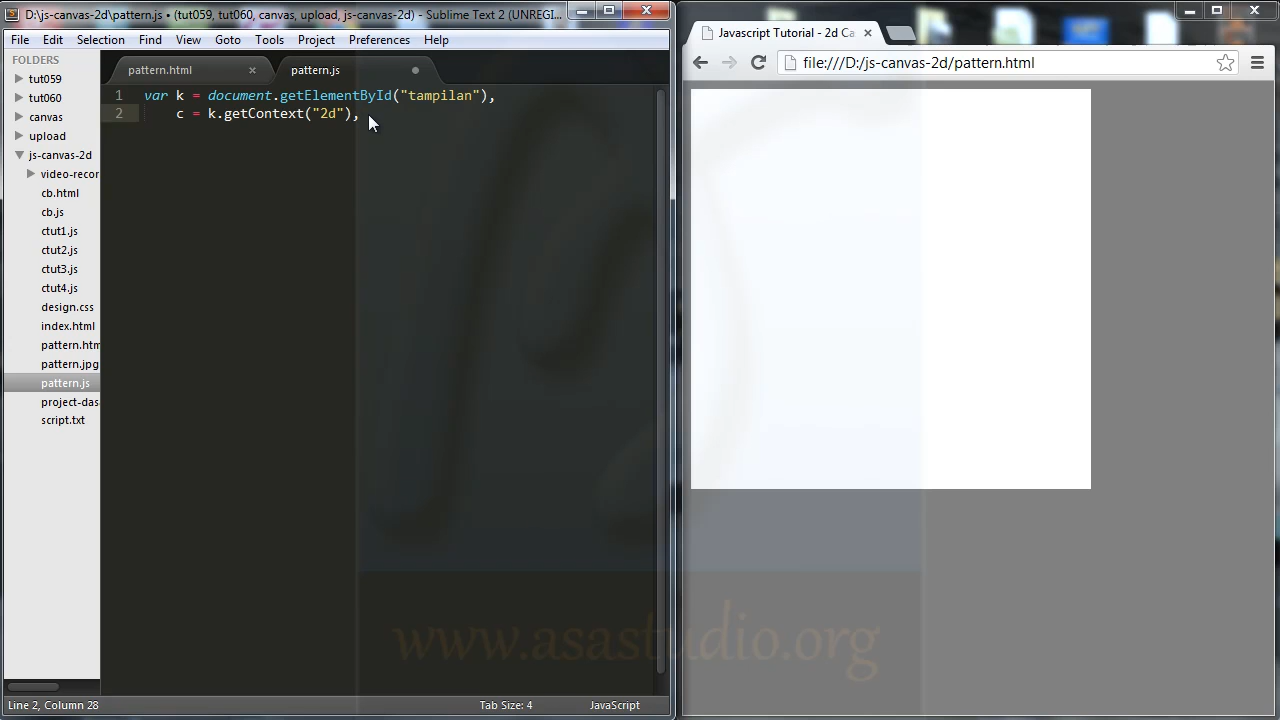 D:\js-canvas-2d\pattern.js • (tut059, tut060, canvas, upload, js-canvas-2d) - Sublime Text 2 (UNREGI...
File Edit Selection Find View Goto Tools Project Preferences Help
FOLDERS
tut059
tut060
canvas
upload
js-canvas-2d
video-recor
cb.html
cb.js
ctut1.js
ctut2.js
ctut3.js
ctut4.js
design.css
index.html
pattern.htm
pattern.jpg
pattern.js
project-das
script.txt
pattern.html × pattern.js
1 var k = document.getElementById("tampilan"),
2 c = k.getContext("2d"),
Line 2, Column 28 Tab Size: 4 JavaScript
Javascript Tutorial - 2d Ca ×
file:///D:/js-canvas-2d/pattern.html
www.asastudio.org